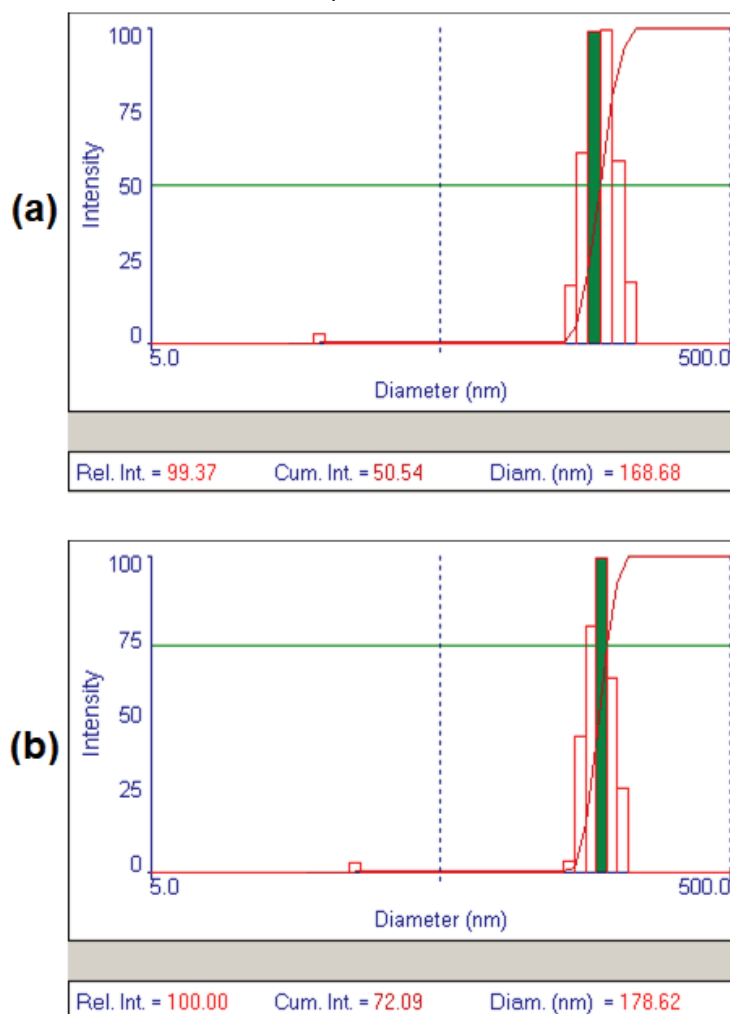 100
75
50
25
0
Intensity
(a)
5.0
500.0
Diameter (nm)
Rel. Int. = 99.37 Cum. Int. = 50.54 Diam. (nm) = 168.68
100
75
50
25
0
Intensity
(b)
5.0
500.0
Diameter (nm)
Rel. Int. = 100.00 Cum. Int. = 72.09 Diam. (nm) = 178.62